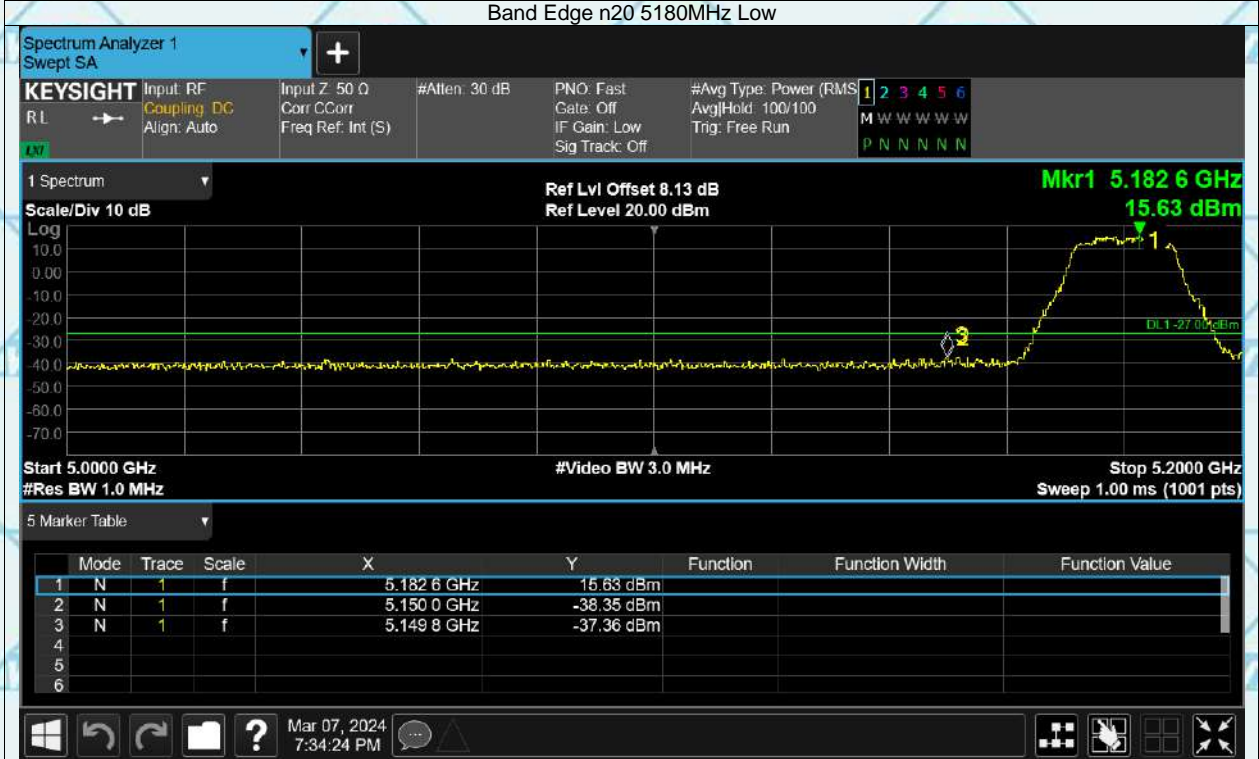 Band Edge n20 5180MHz Low
Spectrum Analyzer 1
Swept SA
+
KEYSIGHT
RL
LXI
Input: RF
Coupling: DC
Align: Auto
Input Z: 50 Ω
Corr CCorr
Freq Ref: Int (S)
#Atten: 30 dB
PNO: Fast
Gate: Off
IF Gain: Low
Sig Track: Off
#Avg Type: Power (RMS
Avg|Hold: 100/100
Trig: Free Run
1 2 3 4 5 6
M W W W W W
P N N N N N
1 Spectrum
Scale/Div 10 dB
Ref Lvl Offset 8.13 dB
Ref Level 20.00 dBm
Mkr1 5.182 6 GHz
15.63 dBm
Log
10.0
0.00
-10.0
-20.0
-30.0
-40.0
-50.0
-60.0
-70.0
1
DL1 -27.00 dBm
Start 5.0000 GHz
#Res BW 1.0 MHz
#Video BW 3.0 MHz
Stop 5.2000 GHz
Sweep 1.00 ms (1001 pts)
5 Marker Table
Mode Trace Scale X Y Function Function Width Function Value
1 N 1 f 5.182 6 GHz 15.63 dBm
2 N 1 f 5.150 0 GHz -38.35 dBm
3 N 1 f 5.149 8 GHz -37.36 dBm
4
5
6
?
Mar 07, 2024
7:34:24 PM